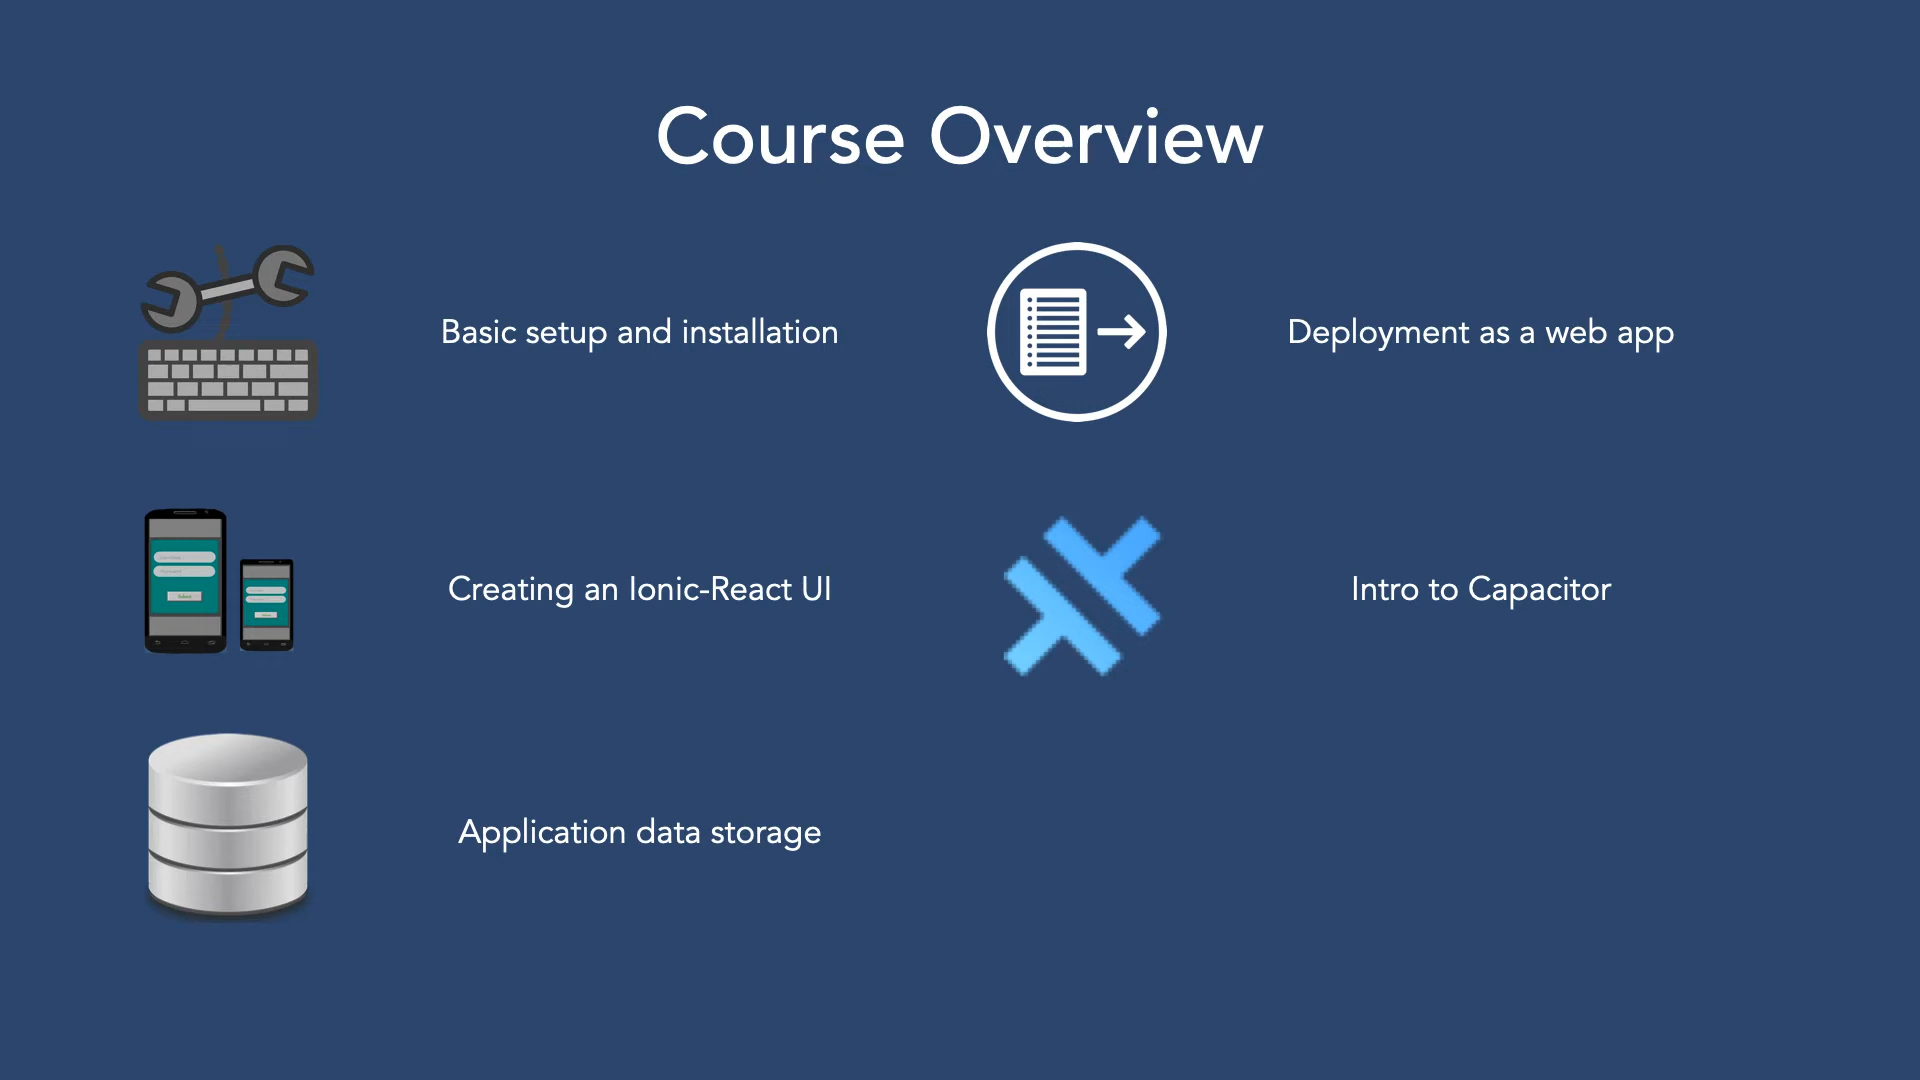 Course Overview
Basic setup and installation
Creating an Ionic-React UI
Application data storage
Deployment as a web app
Intro to Capacitor